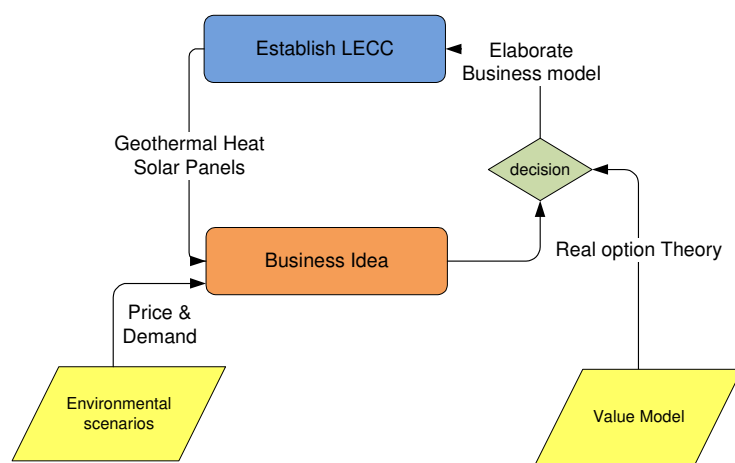 Establish LECC
Elaborate
Business model
Geothermal Heat
Solar Panels
decision
Business Idea
Real option Theory
Price &
Demand
Environmental
scenarios
Value Model